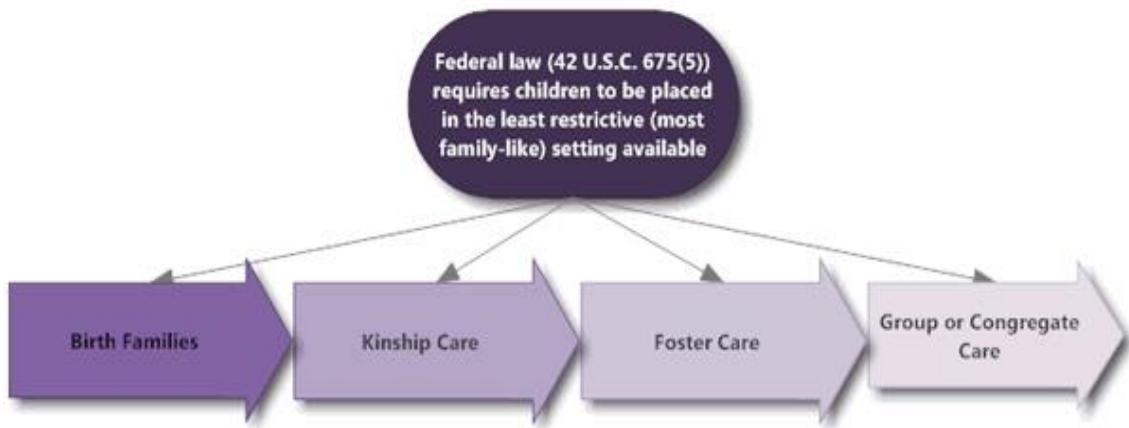 Federal law (42 U.S.C. 675(5))
requires children to be placed
in the least restrictive (most
family-like) setting available
Birth Families
Kinship Care
Foster Care
Group or Congregate
Care